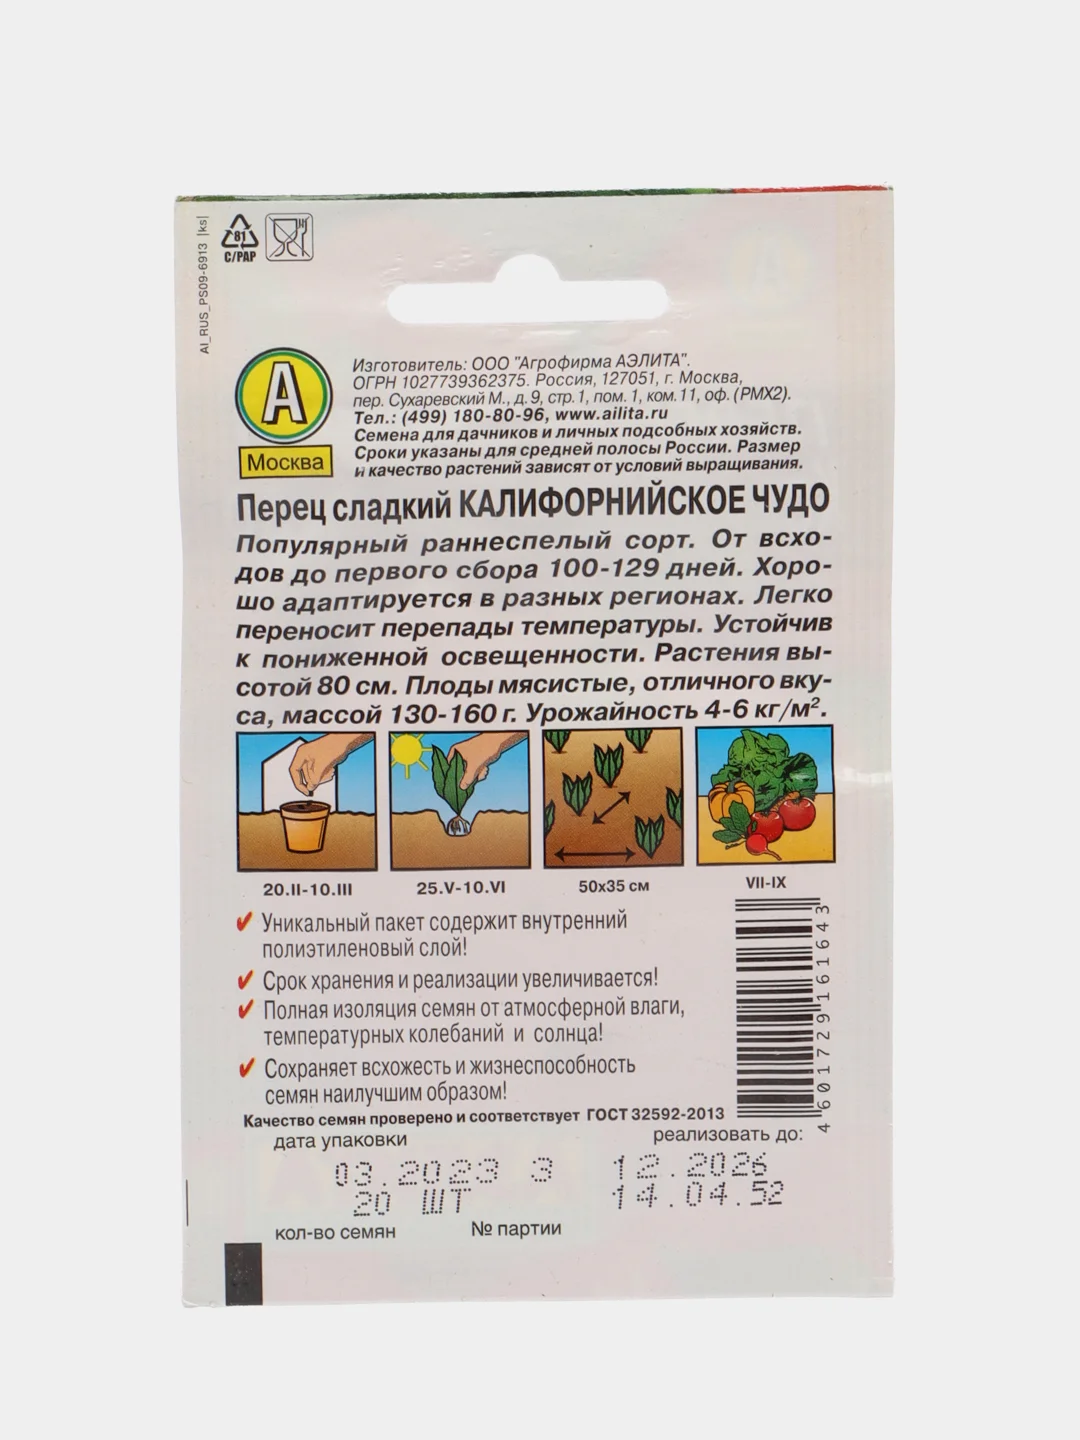 AI_RUS_PS09-6913 |ks|
81
C/PAP
А
Москва
Изготовитель: ООО "Агрофирма АЭЛИТА".
ОГРН 1027739362375. Россия, 127051, г. Москва,
пер. Сухаревский М., д. 9, стр. 1, пом. 1, ком. 11, оф. (РМХ2).
Тел.: (499) 180-80-96, www.ailita.ru
Семена для дачников и личных подсобных хозяйств.
Сроки указаны для средней полосы России. Размер
и качество растений зависят от условий выращивания.
Перец сладкий КАЛИФОРНИЙСКОЕ ЧУДО
Популярный раннеспелый сорт. От всхо-
дов до первого сбора 100-129 дней. Хоро-
шо адаптируется в разных регионах. Легко
переносит перепады температуры. Устойчив
к пониженной освещенности. Растения вы-
сотой 80 см. Плоды мясистые, отличного вку-
са, массой 130-160 г. Урожайность 4-6 кг/м².
20.II-10.III
25.V-10.VI
50х35 см
VII-IX
Уникальный пакет содержит внутренний
полиэтиленовый слой!
Срок хранения и реализации увеличивается!
Полная изоляция семян от атмосферной влаги,
температурных колебаний и солнца!
Сохраняет всхожесть и жизнеспособность
семян наилучшим образом!
4601729161643
Качество семян проверено и соответствует ГОСТ 32592-2013
дата упаковки
реализовать до:
03.2023 3
12.2026
20 ШТ
14.04.52
кол-во семян
№ партии